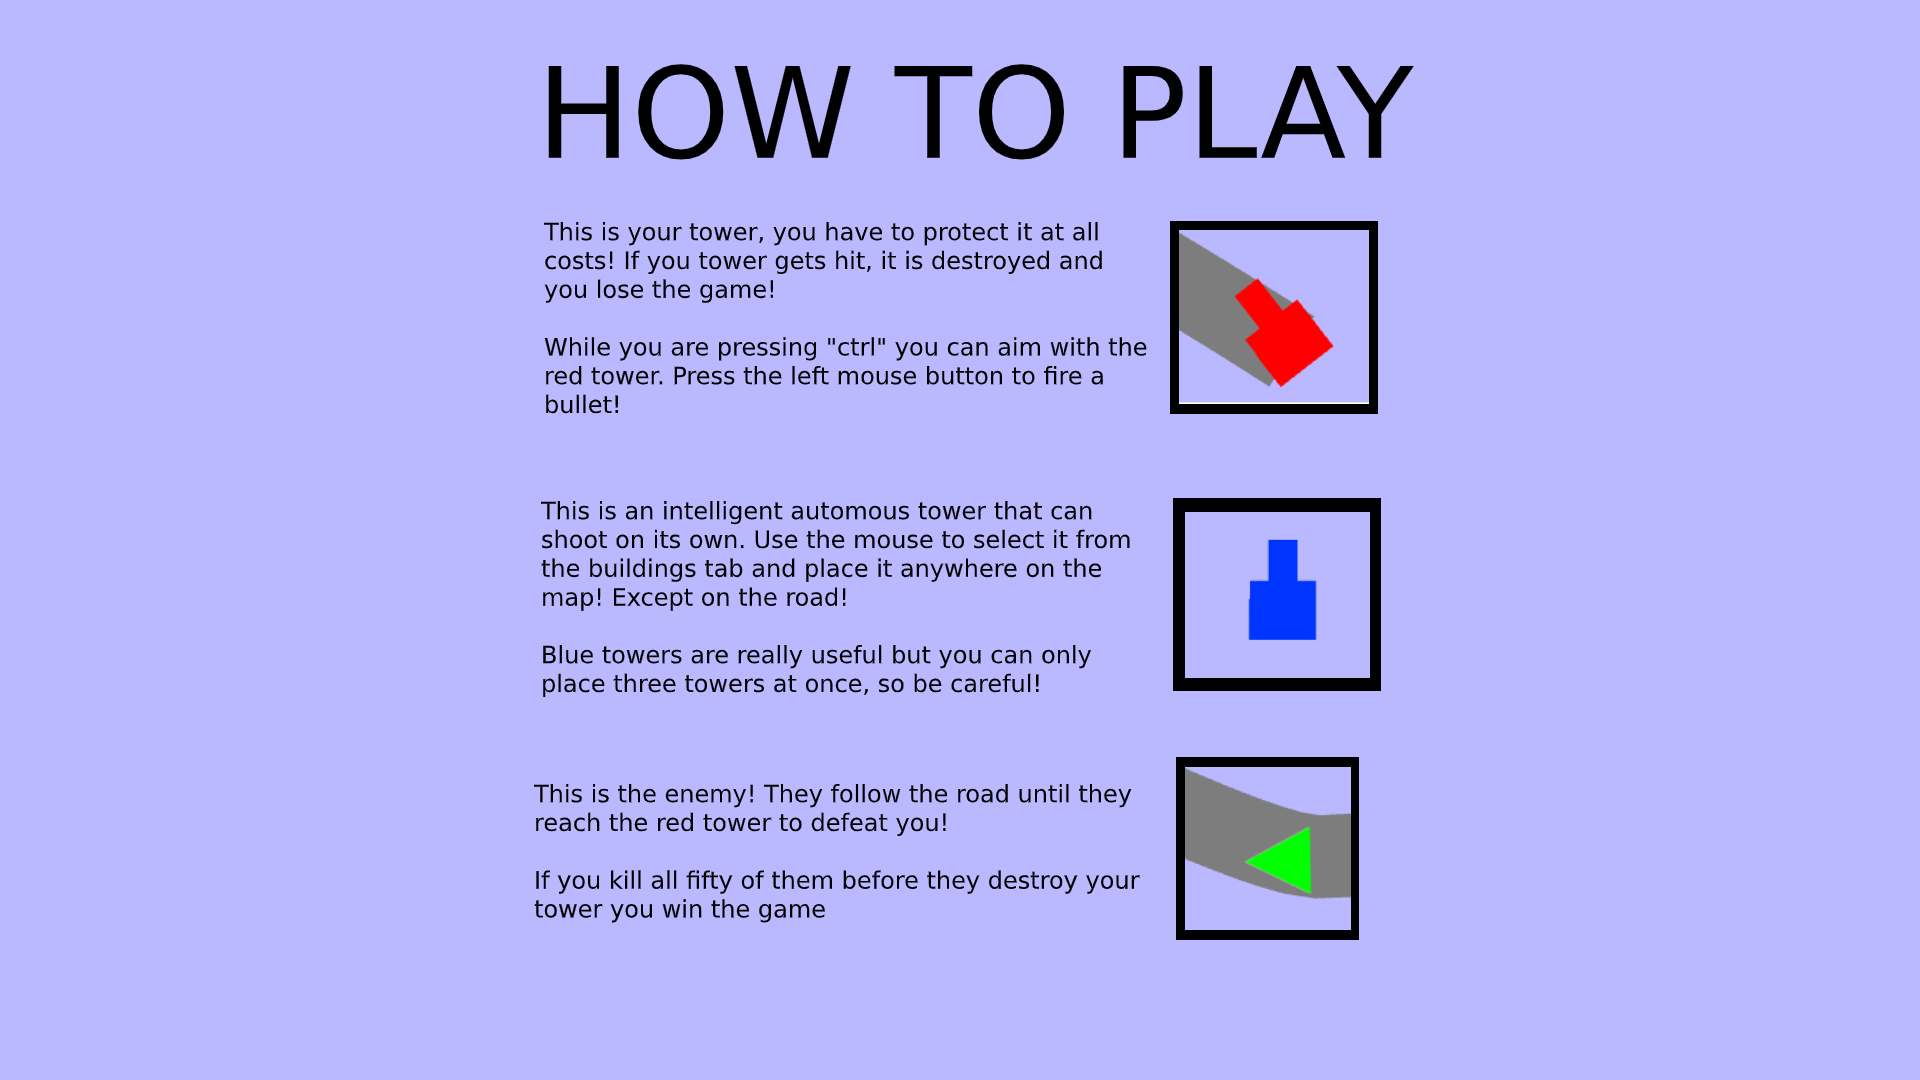 HOW TO PLAY
This is your tower, you have to protect it at all
costs! If you tower gets hit, it is destroyed and
you lose the game!
While you are pressing "ctrl" you can aim with the
red tower. Press the left mouse button to fire a
bullet!
This is an intelligent automous tower that can
shoot on its own. Use the mouse to select it from
the buildings tab and place it anywhere on the
map! Except on the road!
Blue towers are really useful but you can only
place three towers at once, so be careful!
This is the enemy! They follow the road until they
reach the red tower to defeat you!
If you kill all fifty of them before they destroy your
tower you win the game